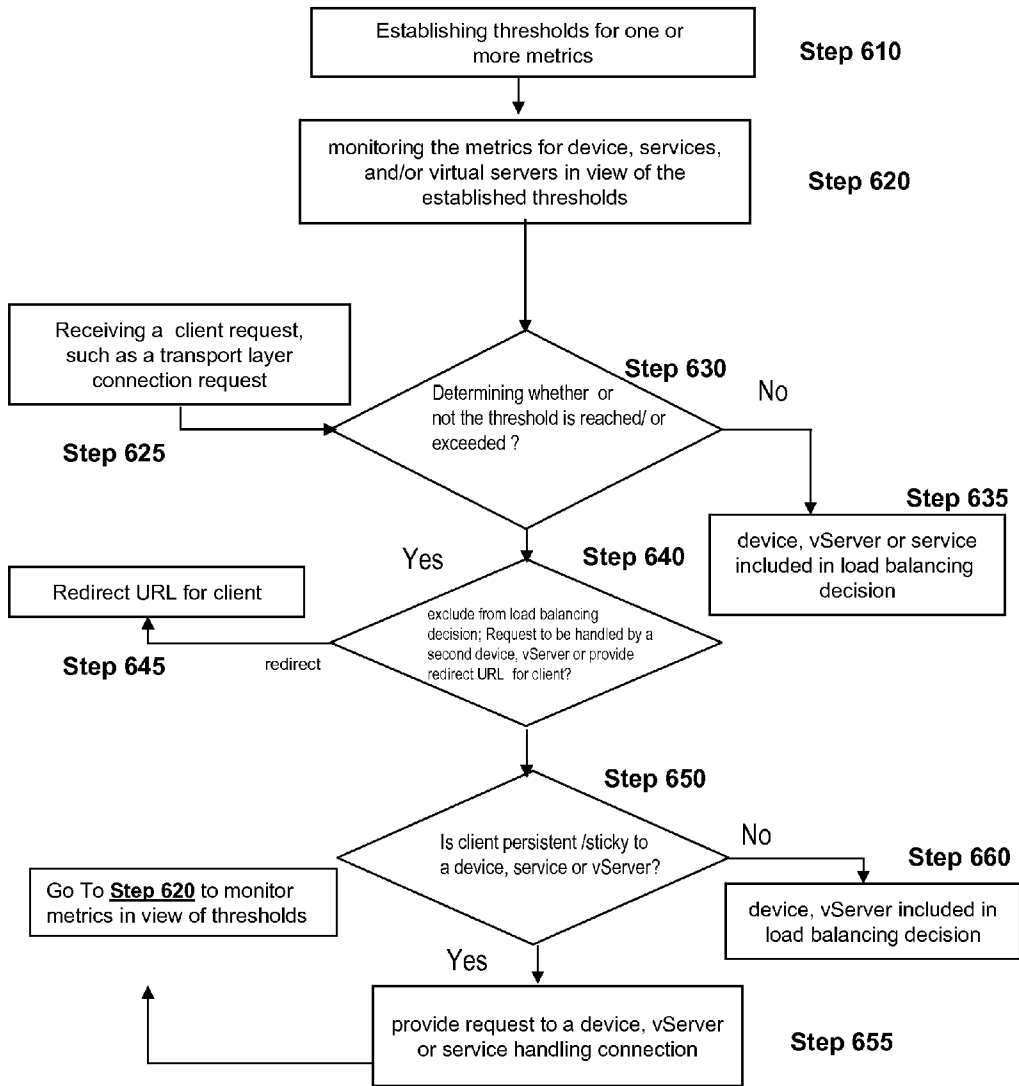 Establishing thresholds for one or
more metrics
Step 610
monitoring the metrics for device, services,
and/or virtual servers in view of the
established thresholds
Step 620
Receiving a client request,
such as a transport layer
connection request
Step 625
Step 630
Determining whether or
not the threshold is reached/ or
exceeded ?
No
Step 635
device, vServer or service
included in load balancing
decision
Yes
Step 640
exclude from load balancing
decision; Request to be handled by a
second device, vServer or provide
redirect URL for client?
Redirect URL for client
Step 645
redirect
Step 650
Is client persistent /sticky to
a device, service or vServer?
No
Step 660
device, vServer included in
load balancing decision
Go To Step 620 to monitor
metrics in view of thresholds
Yes
provide request to a device, vServer
or service handling connection
Step 655